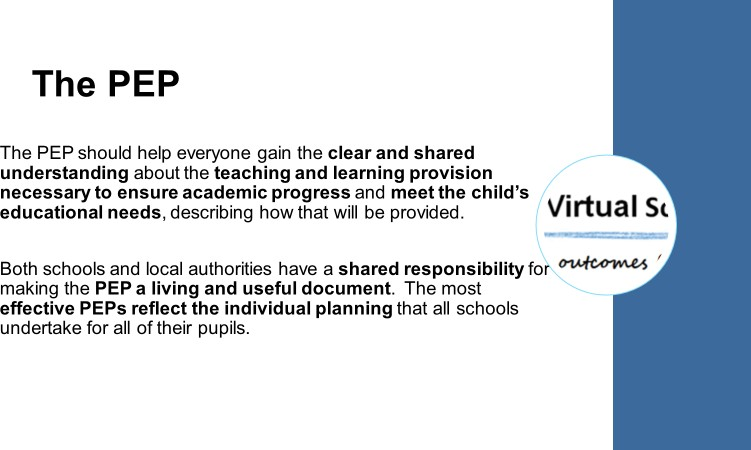 The PEP
The PEP should help everyone gain the clear and shared
understanding about the teaching and learning provision
necessary to ensure academic progress and meet the child’s
educational needs, describing how that will be provided.
Both schools and local authorities have a shared responsibility for
making the PEP a living and useful document. The most
effective PEPs reflect the individual planning that all schools
undertake for all of their pupils.
Virtual
outcomes